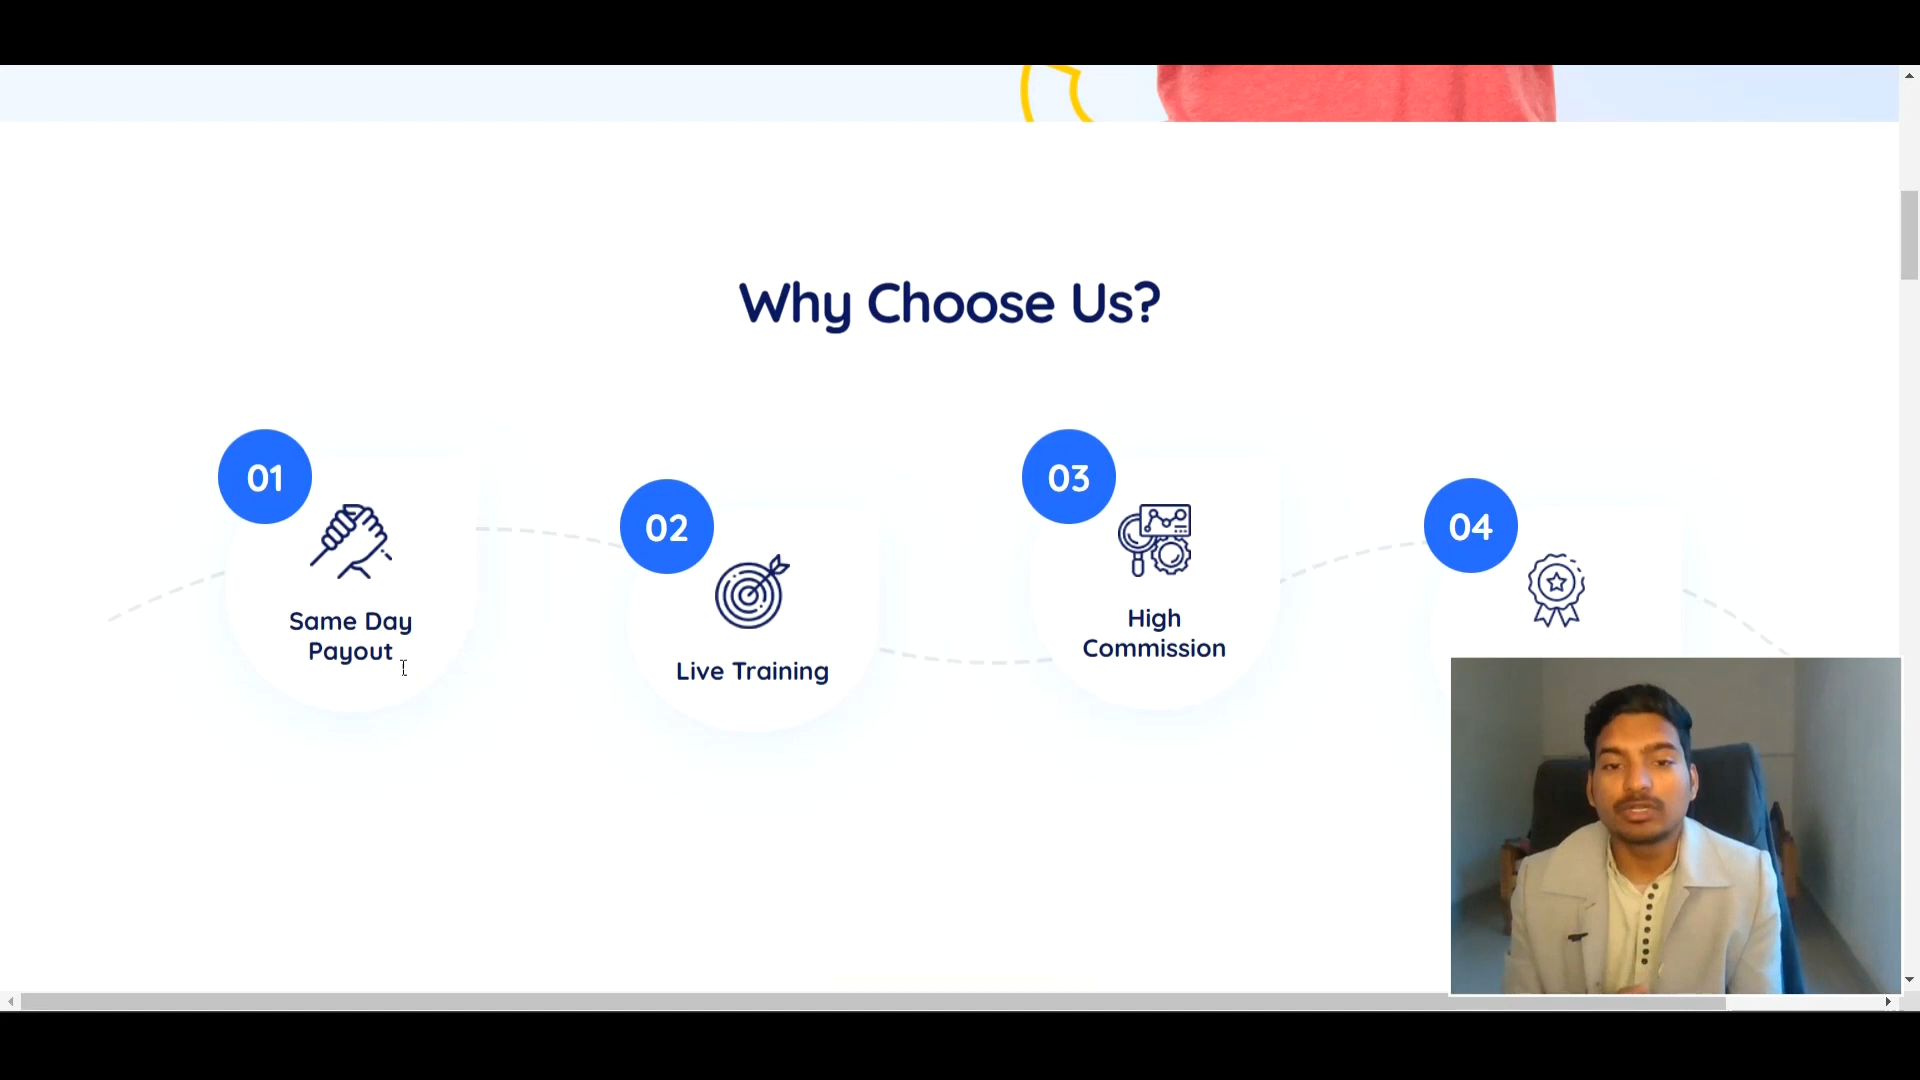 Why Choose Us?
01
Same Day
Payout
02
Live Training
03
High
Commission
04